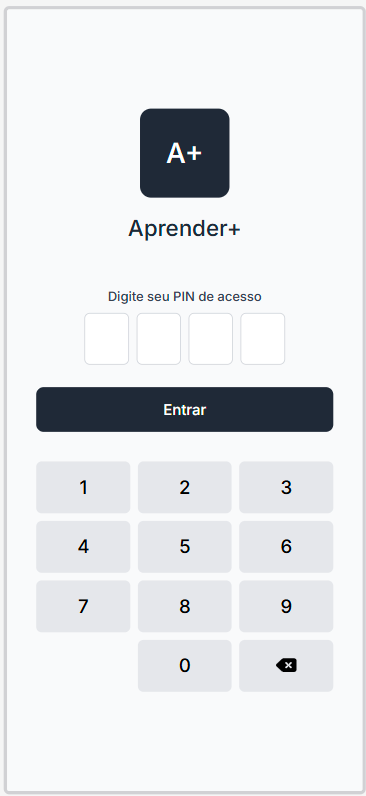 A+
Aprender+
Digite seu PIN de acesso
Entrar
1 2 3
4 5 6
7 8 9
0